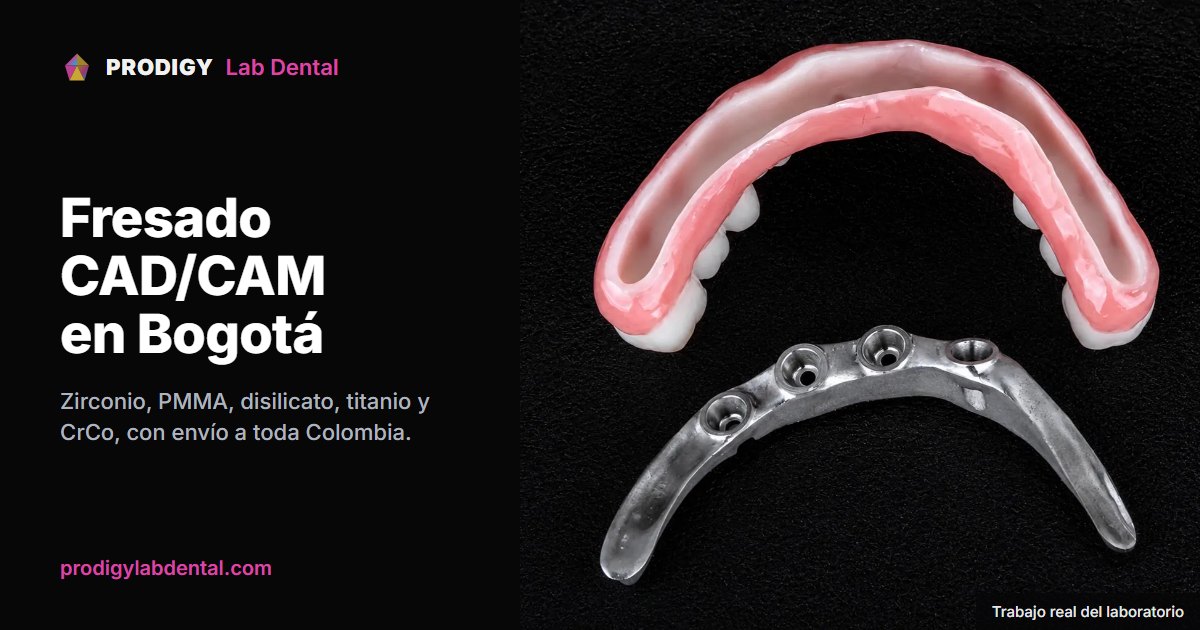 PRODIGY Lab Dental
Fresado
CAD/CAM
en Bogotá
Zirconio, PMMA, disilicato, titanio y
CrCo, con envío a toda Colombia.
prodigylabdental.com
Trabajo real del laboratorio